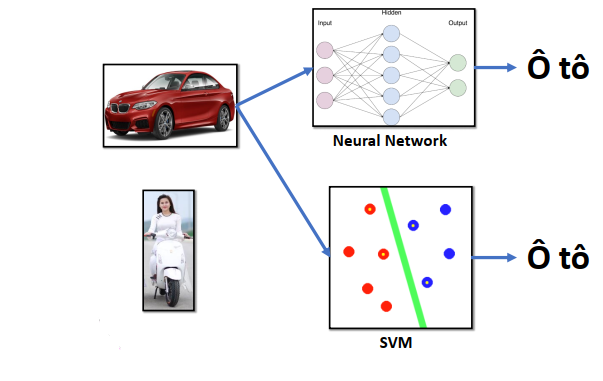 Hidden
Input
Output
Ô tô
Neural Network
Ô tô
SVM